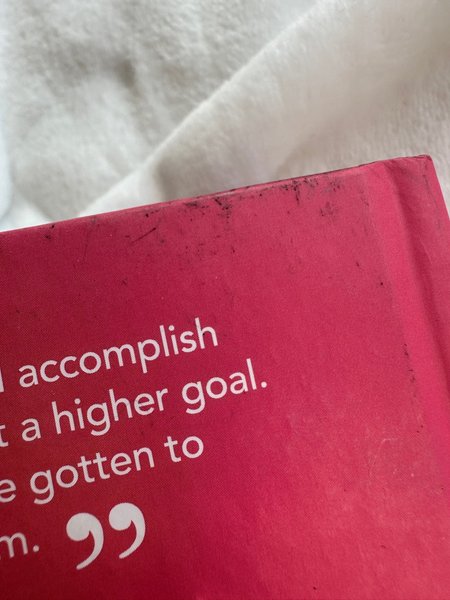 accomplish
a higher goal.
gotten to
”